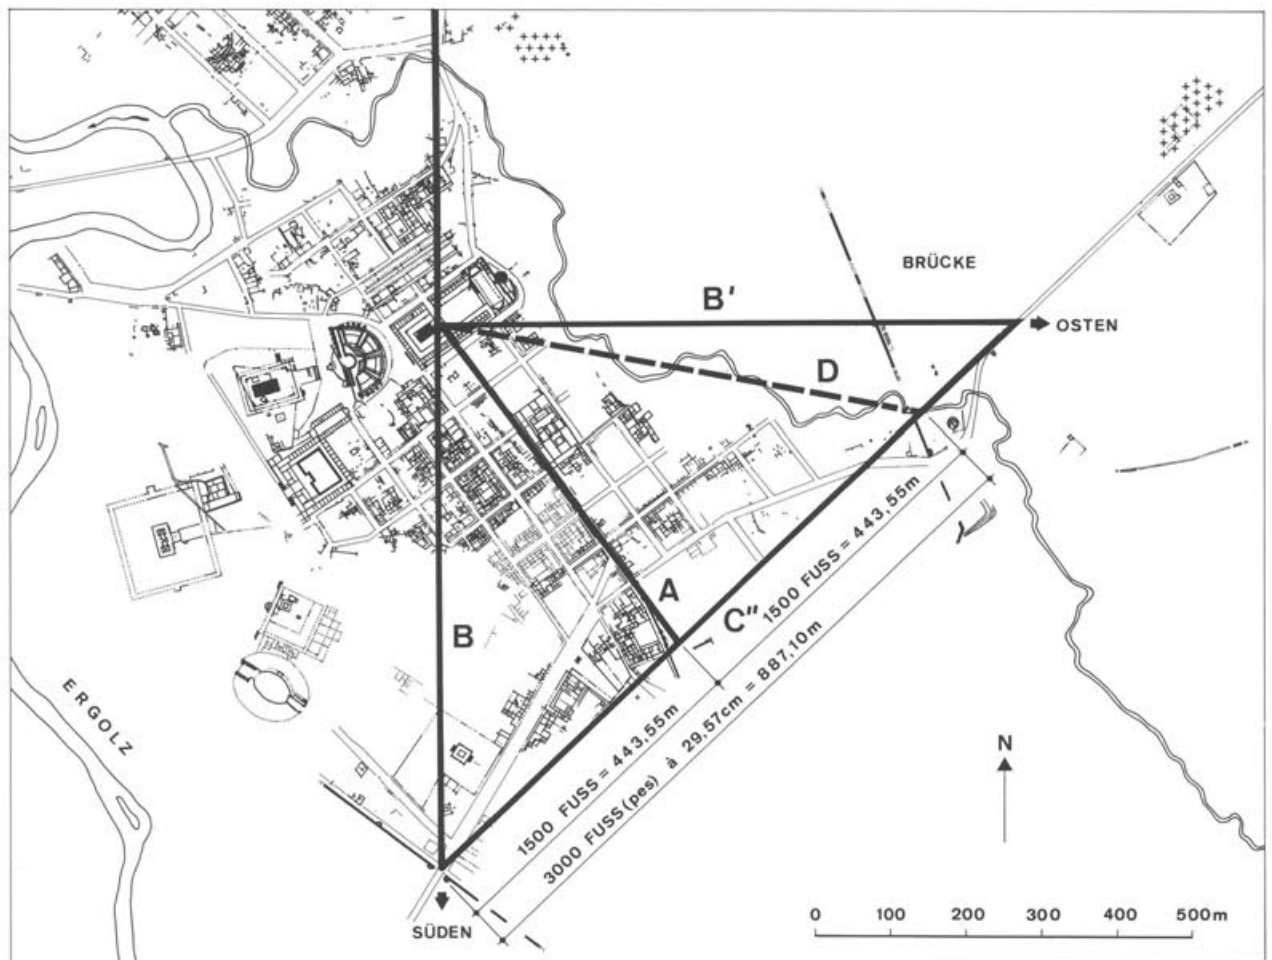 BRÜCKE
B′
OSTEN
D
A
C″
1500 FUSS = 443,55m
B
1500 FUSS = 443,55m
3000 FUSS(pes) à 29,57cm = 887,10m
ERGOLZ
N
SÜDEN
0 100 200 300 400 500m